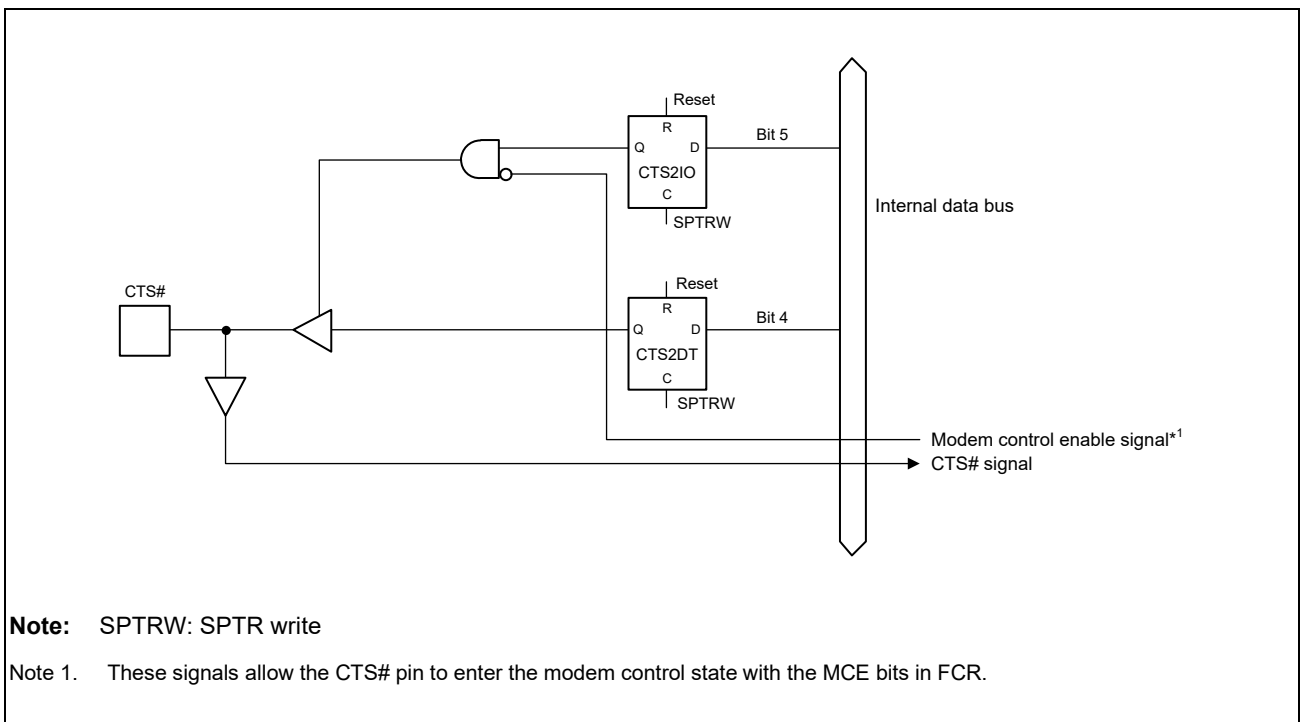 Reset
R
Q D
Bit 5
CTS2IO
C
SPTRW
Internal data bus
CTS#
Reset
R
Q D
Bit 4
CTS2DT
C
SPTRW
Modem control enable signal*1
CTS# signal
Note: SPTRW: SPTR write
Note 1. These signals allow the CTS# pin to enter the modem control state with the MCE bits in FCR.